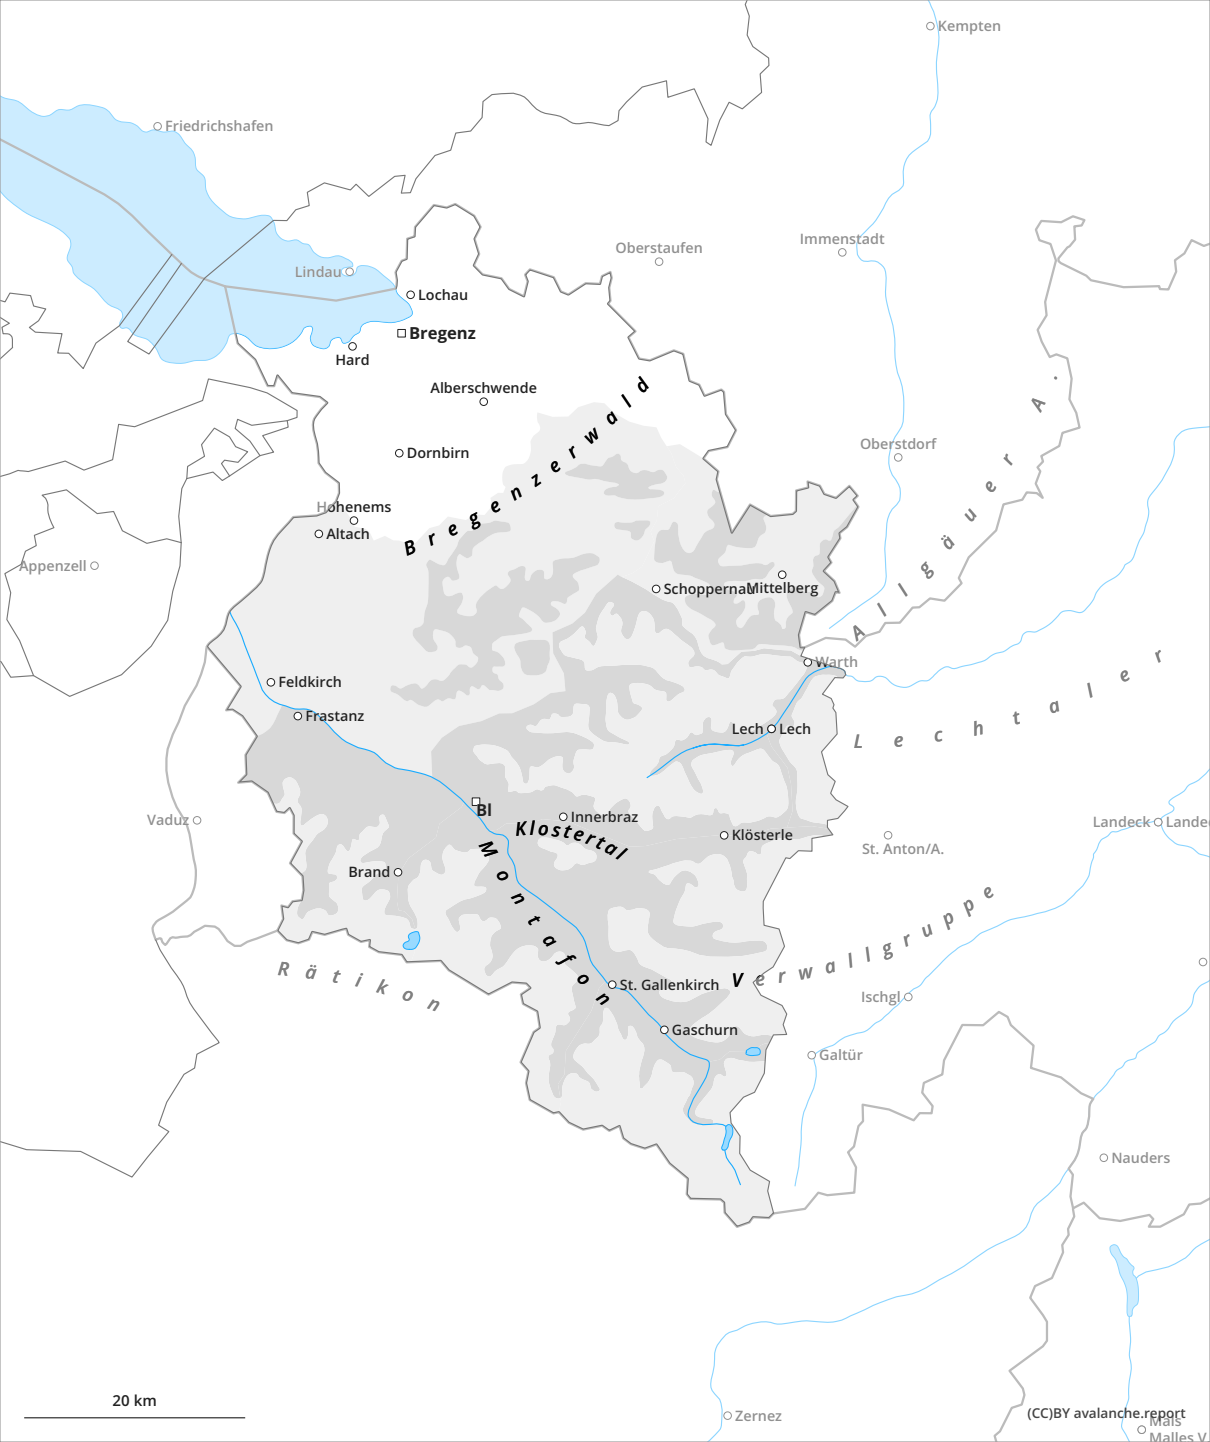 Kempten
Friedrichshafen
Immenstadt
Oberstaufen
Lindau
Lochau
Bregenz
Hard
Alberschwende
Bregenzerwald
Allgäuer A.
Oberstdorf
Dornbirn
Hohenems
Altach
Appenzell
Schoppernau
Mittelberg
Warth
Feldkirch
Frastanz
Lech
Lech
Lechtaler
Vaduz
Bl
Innerbraz
Klostertal
Klösterle
Landeck
Landec
St. Anton/A.
Brand
Montafon
Verwallgruppe
Rätikon
St. Gallenkirch
Ischgl
Gaschurn
Galtür
Nauders
20 km
Zernez
(CC)BY avalanche.report
Mals
Malles V